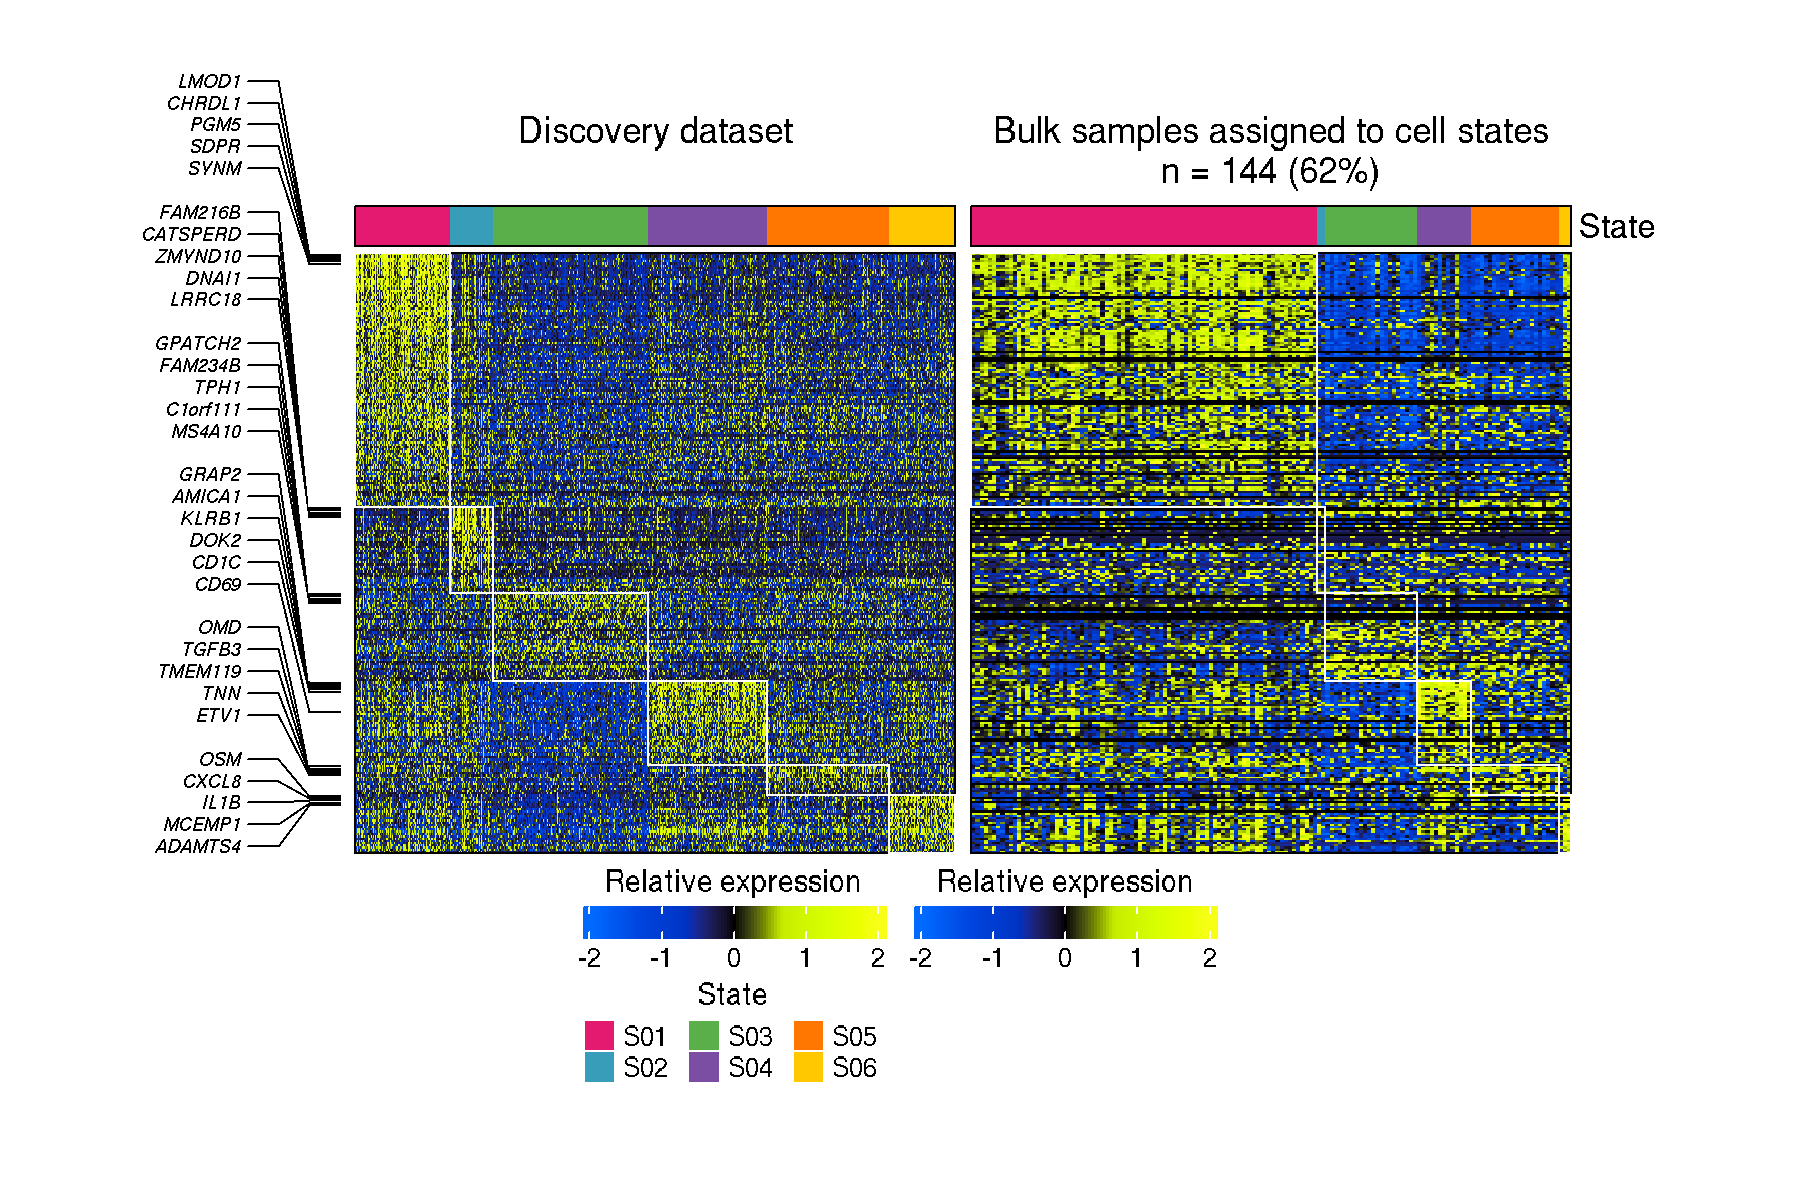 LMOD1
CHRDL1
PGM5
SDPR
SYNM
FAM216B
CATSPERD
ZMYND10
DNAI1
LRRC18
GPATCH2
FAM234B
TPH1
C1orf111
MS4A10
GRAP2
AMICA1
KLRB1
DOK2
CD1C
CD69
OMD
TGFB3
TMEM119
TNN
ETV1
OSM
CXCL8
IL1B
MCEMP1
ADAMTS4
Discovery dataset
Bulk samples assigned to cell states
n = 144 (62%)
State
Relative expression
-2 -1 0 1 2
Relative expression
-2 -1 0 1 2
State
S01 S03 S05
S02 S04 S06